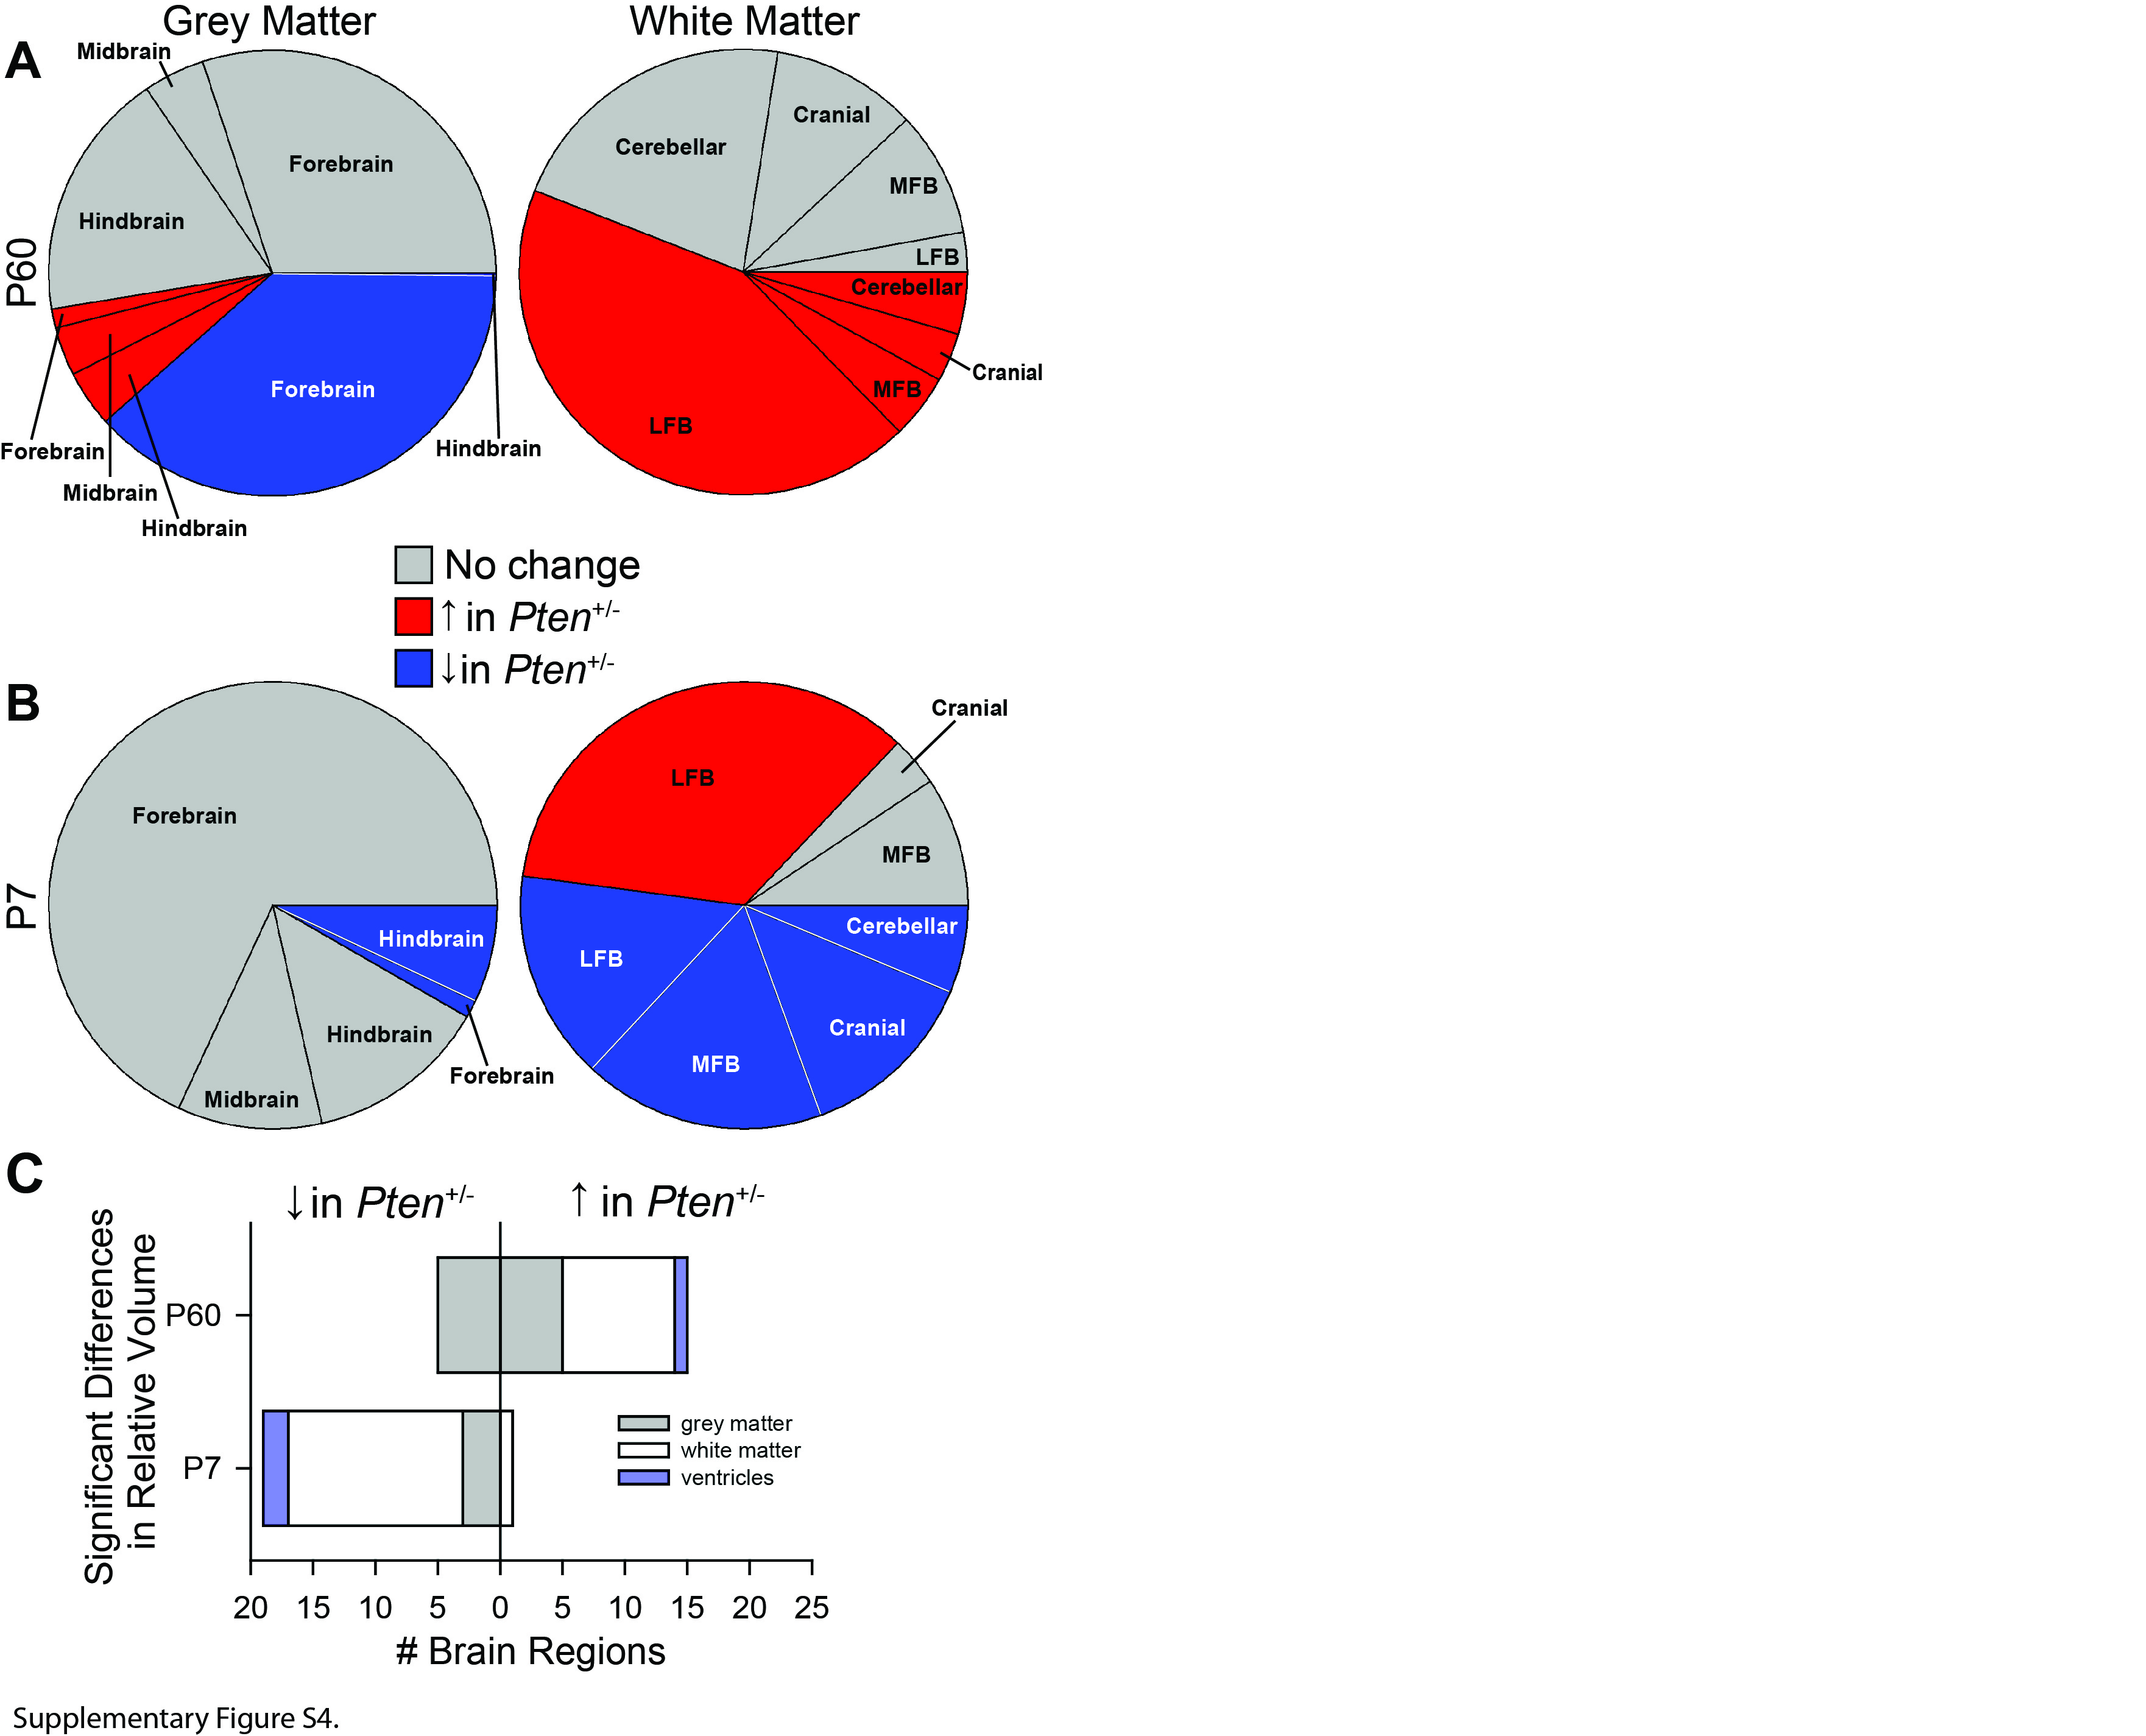 Grey Matter
White Matter
A
P60
Midbrain
Forebrain
Hindbrain
Forebrain
Forebrain
Midbrain
Hindbrain
Hindbrain
Cerebellar
Cranial
MFB
LFB
Cerebellar
Cranial
MFB
LFB
No change
↑ in Pten+/-
↓in Pten+/-
B
P7
Forebrain
Hindbrain
Hindbrain
Midbrain
Forebrain
Cranial
LFB
MFB
Cerebellar
LFB
Cranial
MFB
C
↓in Pten+/-
↑ in Pten+/-
Significant Differences
in Relative Volume
P60
P7
grey matter
white matter
ventricles
20 15 10 5 0 5 10 15 20 25
# Brain Regions
Supplementary Figure S4.